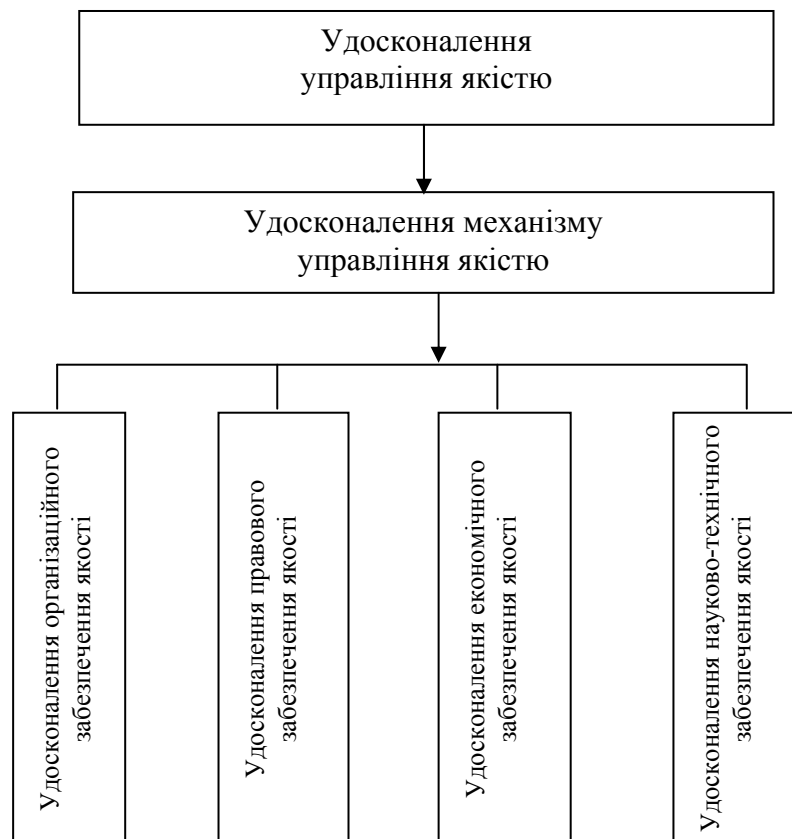 Удосконалення
управління якістю
Удосконалення механізму
управління якістю
Удосконалення організаційного
забезпечення якості
Удосконалення правового
забезпечення якості
Удосконалення економічного
забезпечення якості
Удосконалення науково-технічного
забезпечення якості